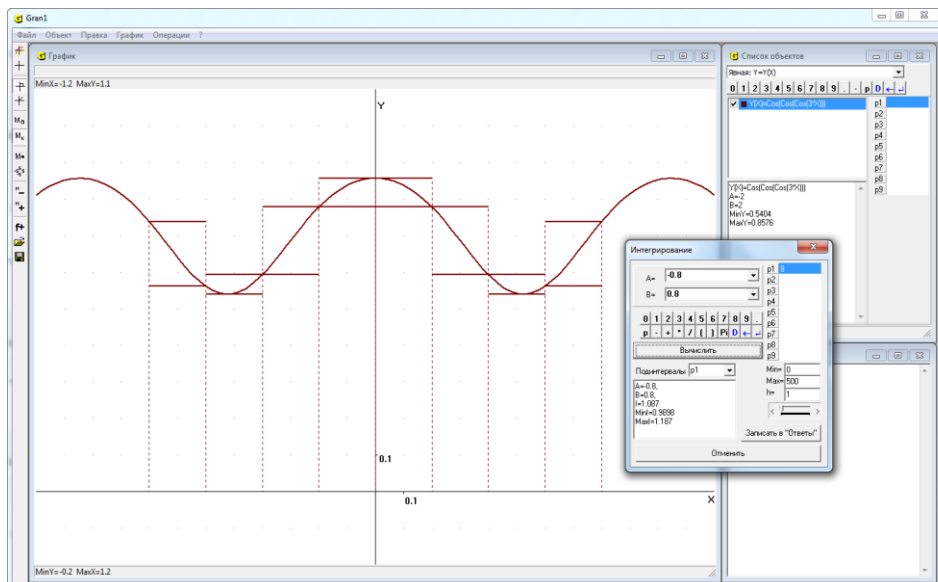 Gran1
Файл Объект Правка График Операции ?
График
MinX=-1.2 MaxY=1.1
Y
0.1
0.1
X
MinY=-0.2 MaxX=1.2
Список объектов
Явная: Y=Y(X)
0 1 2 3 4 5 6 7 8 9 . - p D ← ↵
Y(X)=Cos(Cos(Cos(3*X)))
p1
p2
p3
p4
p5
p6
p7
p8
p9
Y(X)=Cos(Cos(Cos(3*X)))
A=-2
B=2
MinY=0.5404
MaxY=0.8576
Интегрирование
A= -0.8
B= 0.8
p1 8
p2
p3
p4
p5
p6
p7
p8
p9
0 1 2 3 4 5 6 7 8 9 .
p - + * / ( ) Pi D ← ↵
Вычислить
Подинтервалы p1
A=-0.8,
B=0.8,
I=1.087
MinI=0.9898
MaxI=1.187
Min= 0
Max= 500
h= 1
Записать в "Ответы"
Отменить